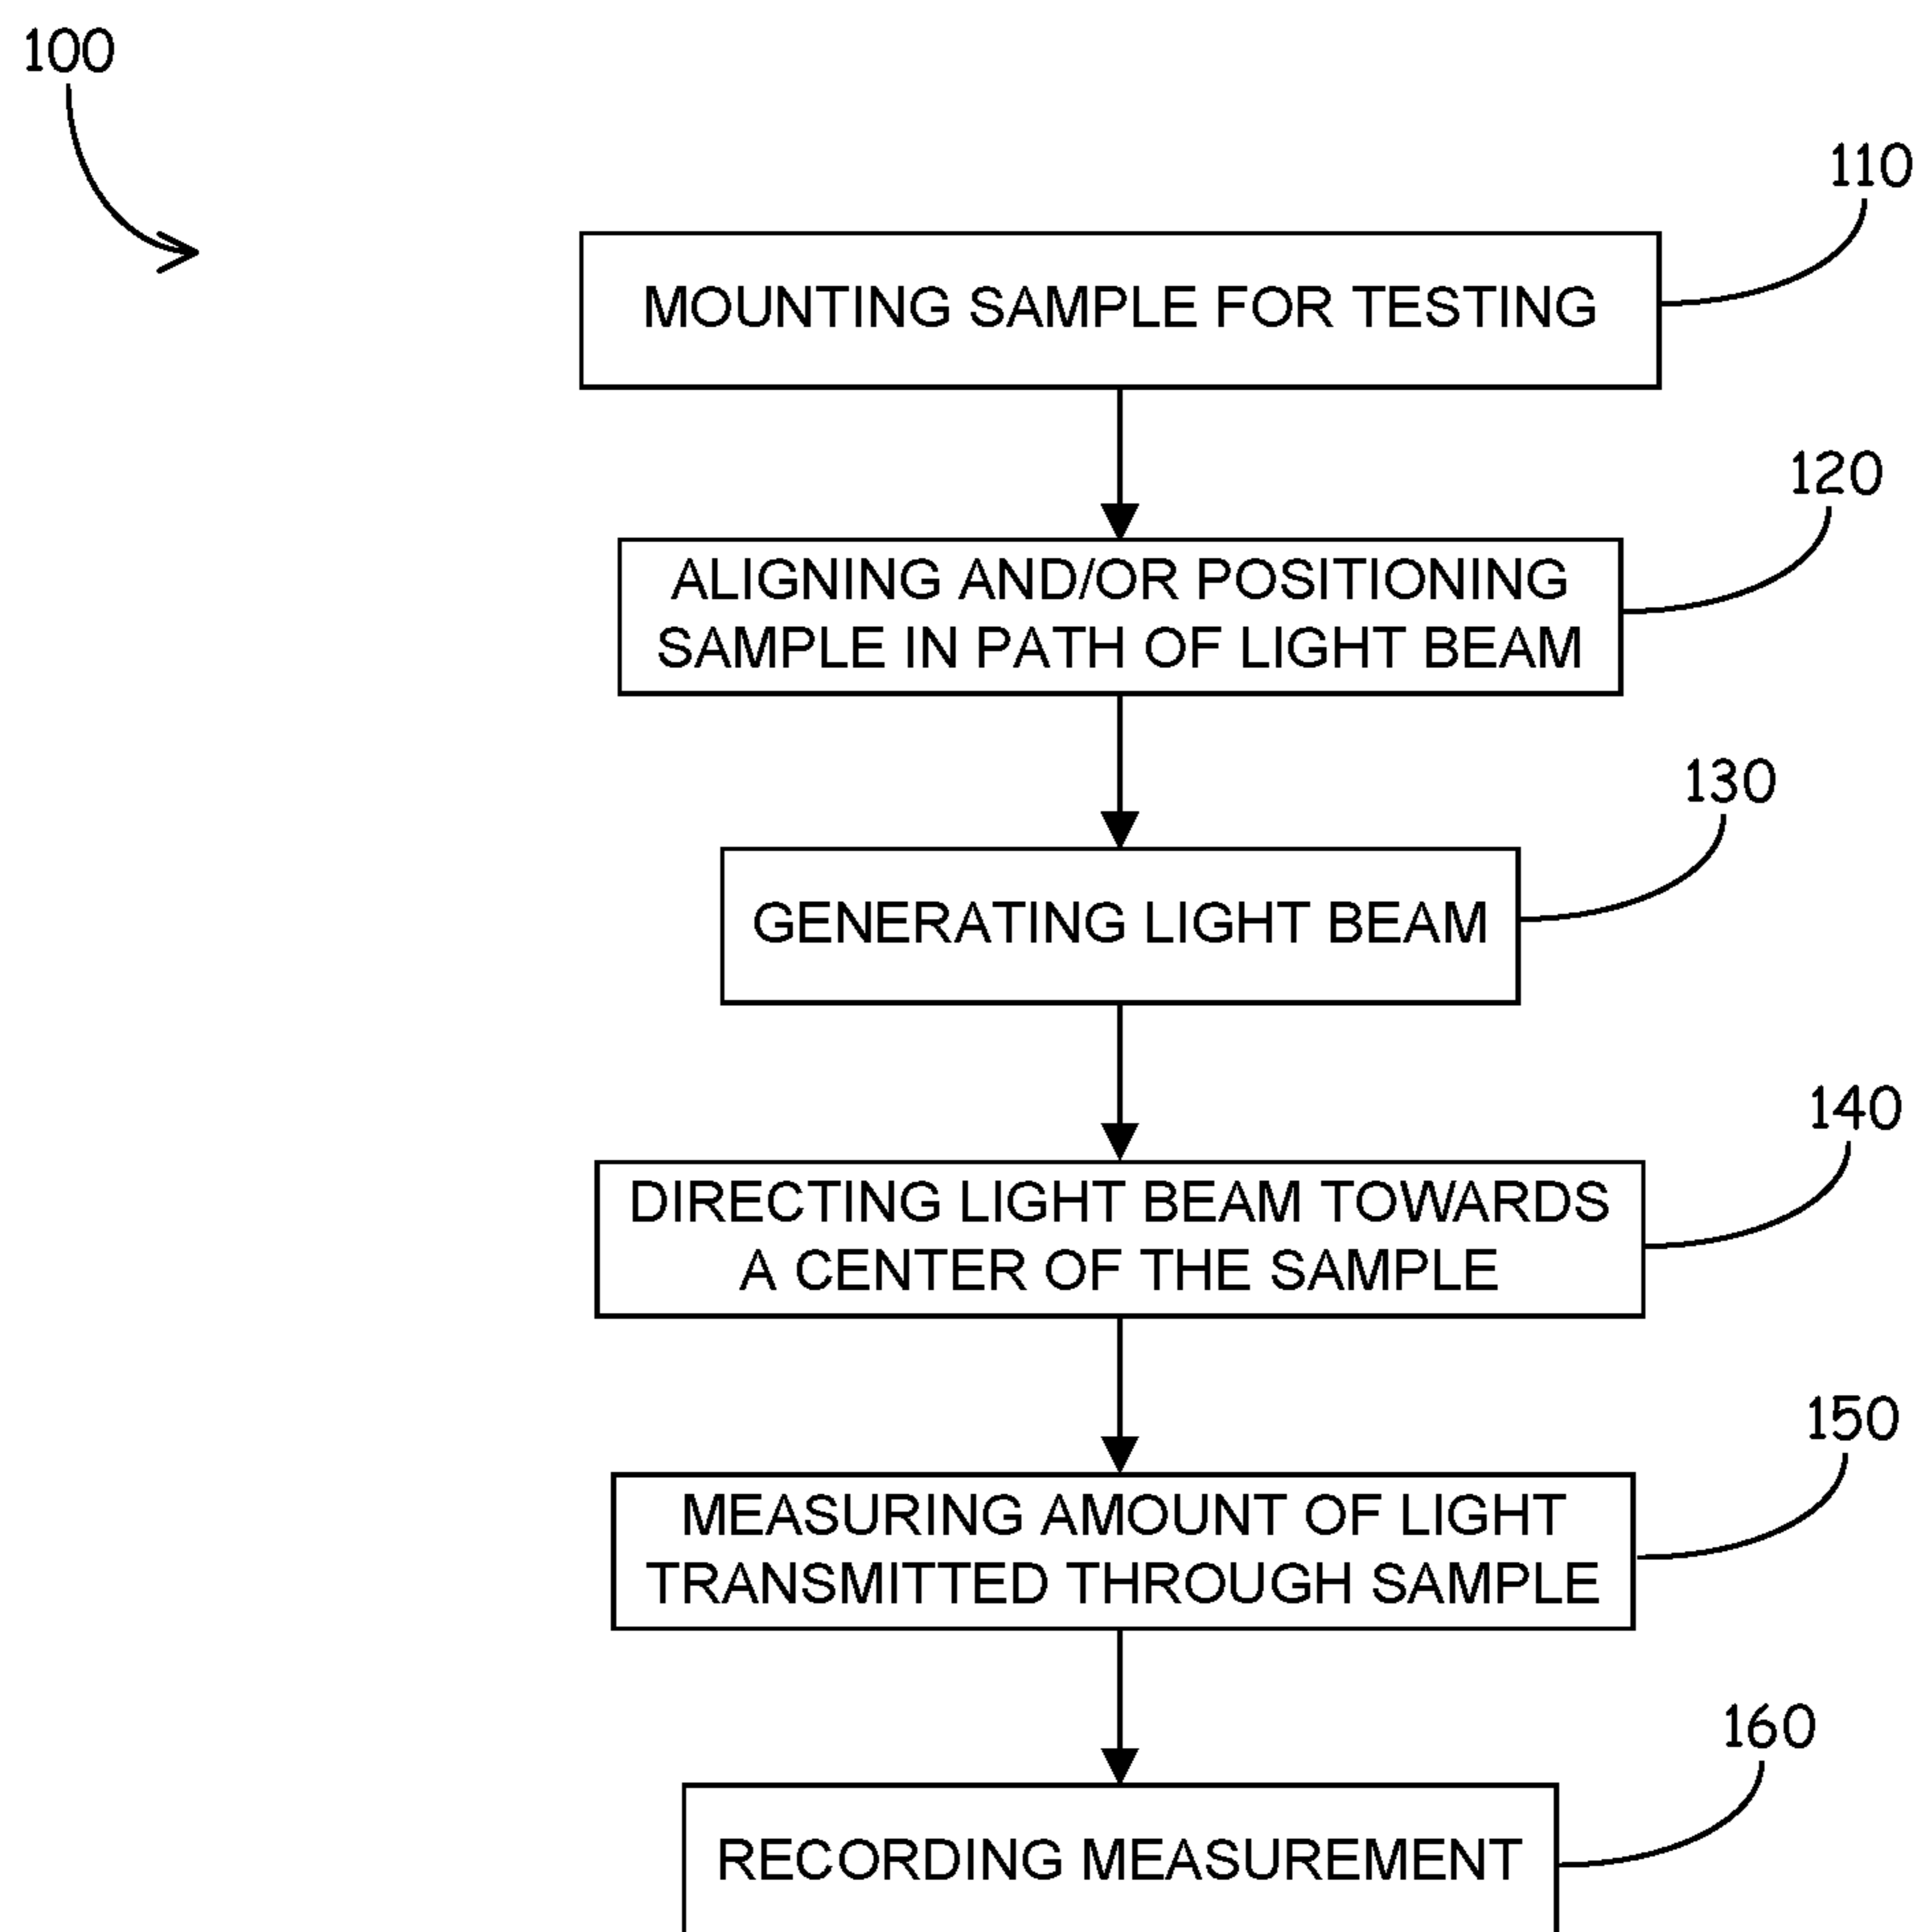 100
110
MOUNTING SAMPLE FOR TESTING
120
ALIGNING AND/OR POSITIONING
SAMPLE IN PATH OF LIGHT BEAM
130
GENERATING LIGHT BEAM
140
DIRECTING LIGHT BEAM TOWARDS
A CENTER OF THE SAMPLE
150
MEASURING AMOUNT OF LIGHT
TRANSMITTED THROUGH SAMPLE
160
RECORDING MEASUREMENT